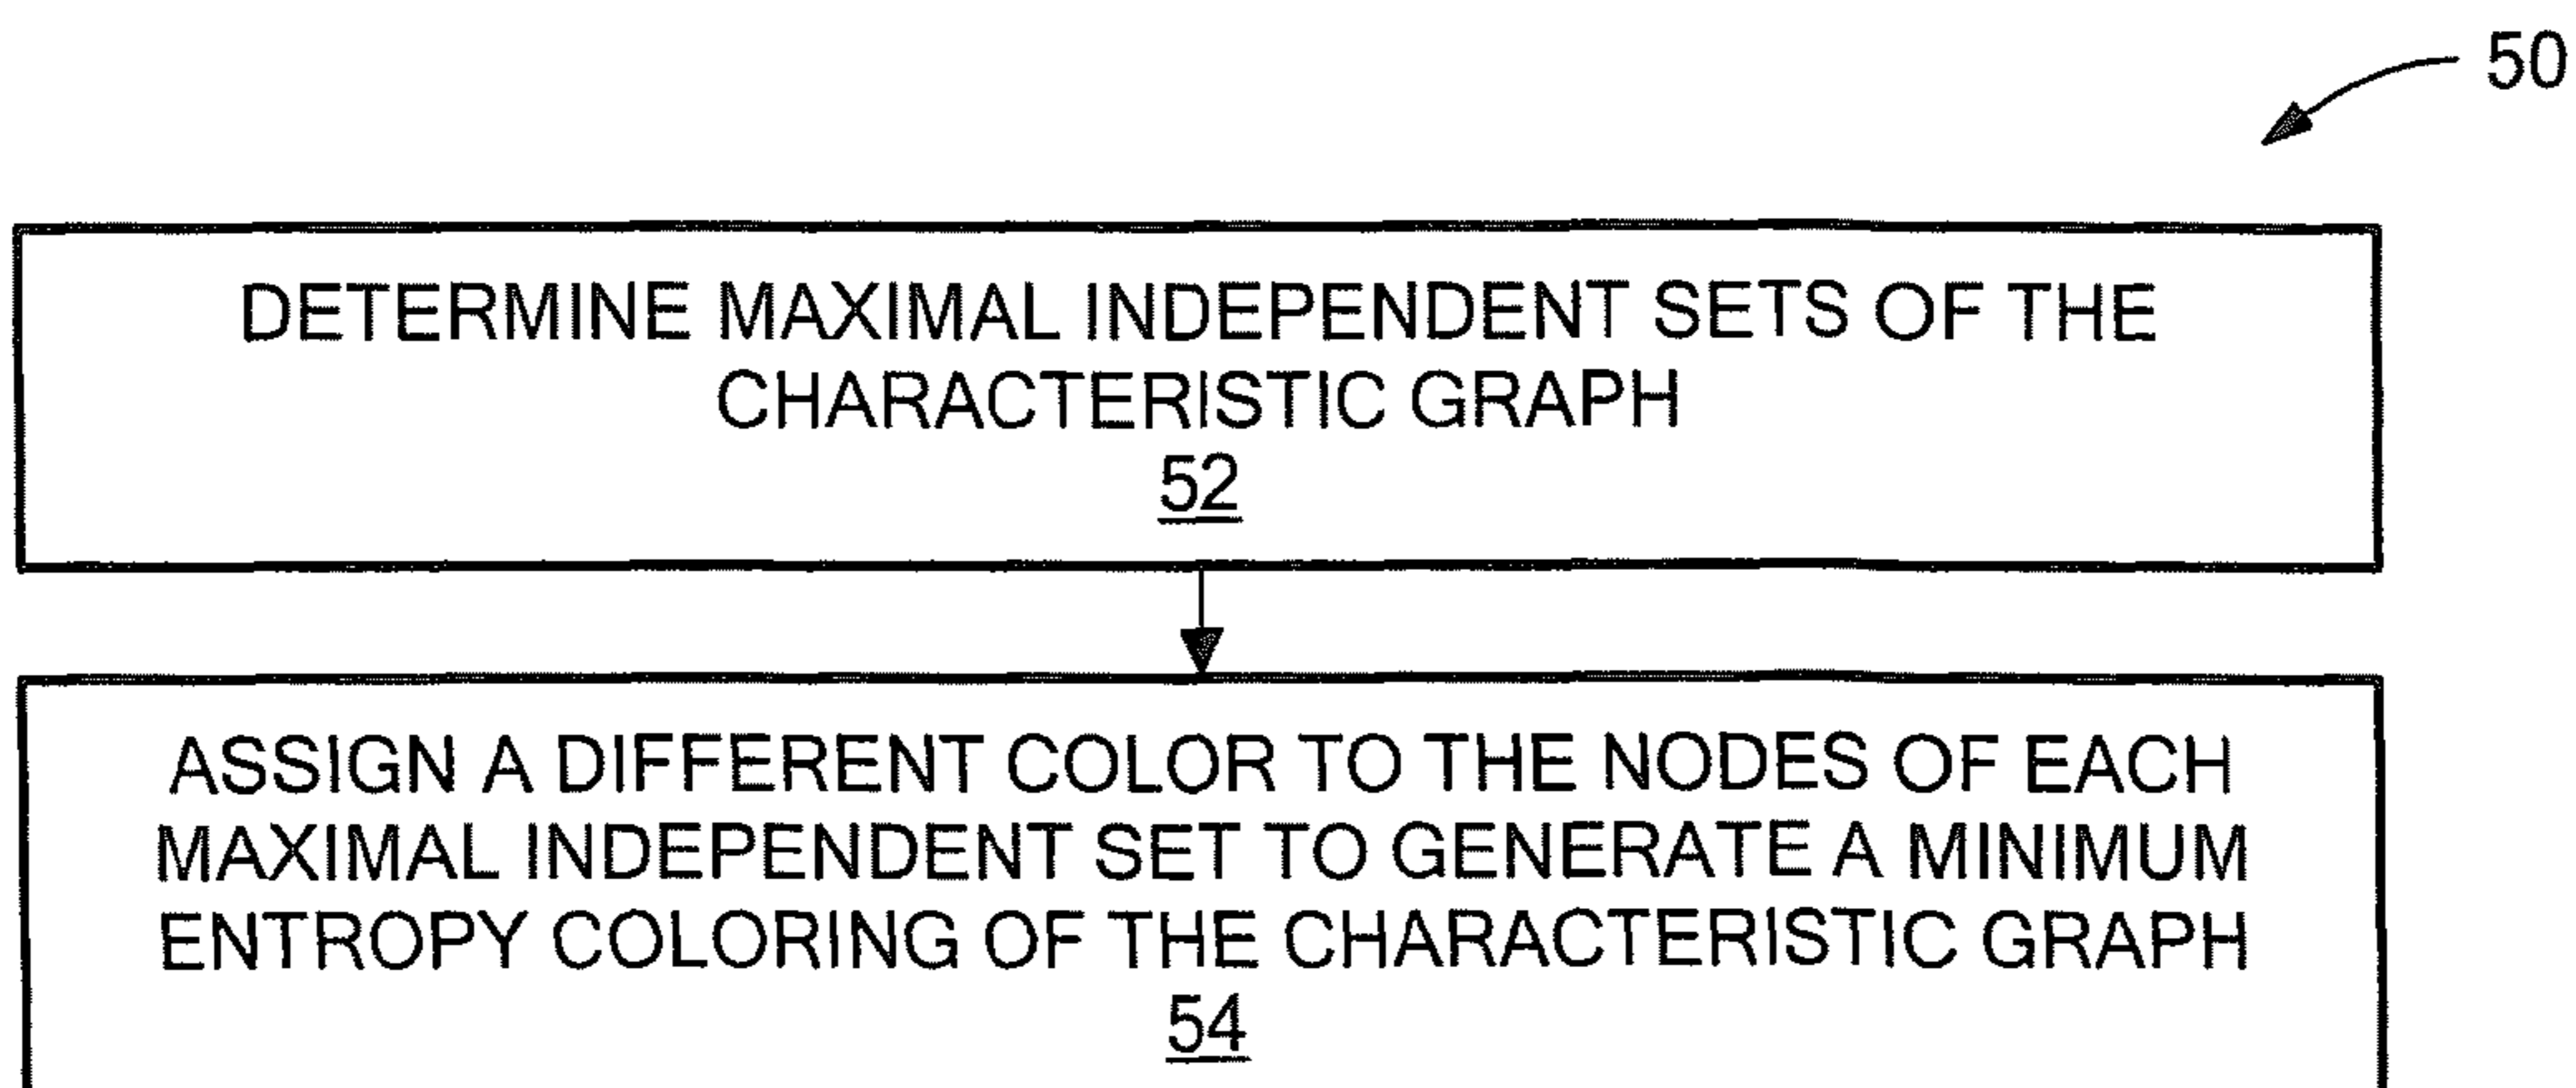 50
DETERMINE MAXIMAL INDEPENDENT SETS OF THE
CHARACTERISTIC GRAPH
52
ASSIGN A DIFFERENT COLOR TO THE NODES OF EACH
MAXIMAL INDEPENDENT SET TO GENERATE A MINIMUM
ENTROPY COLORING OF THE CHARACTERISTIC GRAPH
54